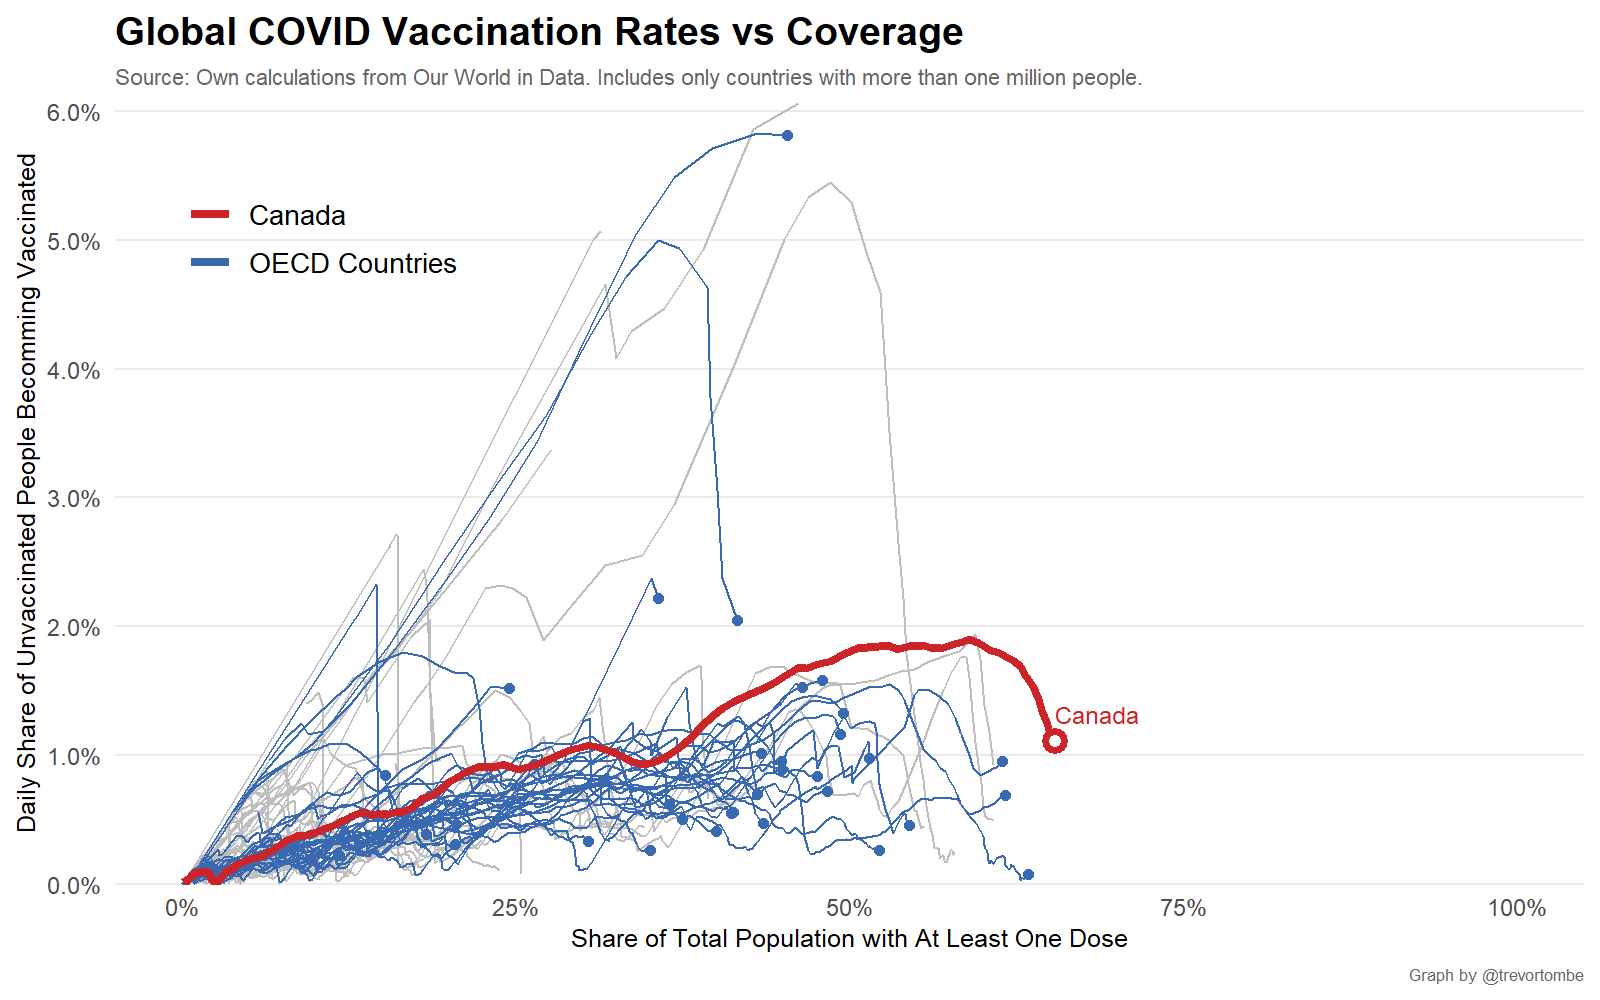 Global COVID Vaccination Rates vs Coverage
Source: Own calculations from Our World in Data. Includes only countries with more than one million people.
6.0%
5.0%
4.0%
3.0%
2.0%
1.0%
0.0%
Daily Share of Unvaccinated People Becomming Vaccinated
Canada
OECD Countries
Canada
0%
25%
50%
75%
100%
Share of Total Population with At Least One Dose
Graph by @trevortombe